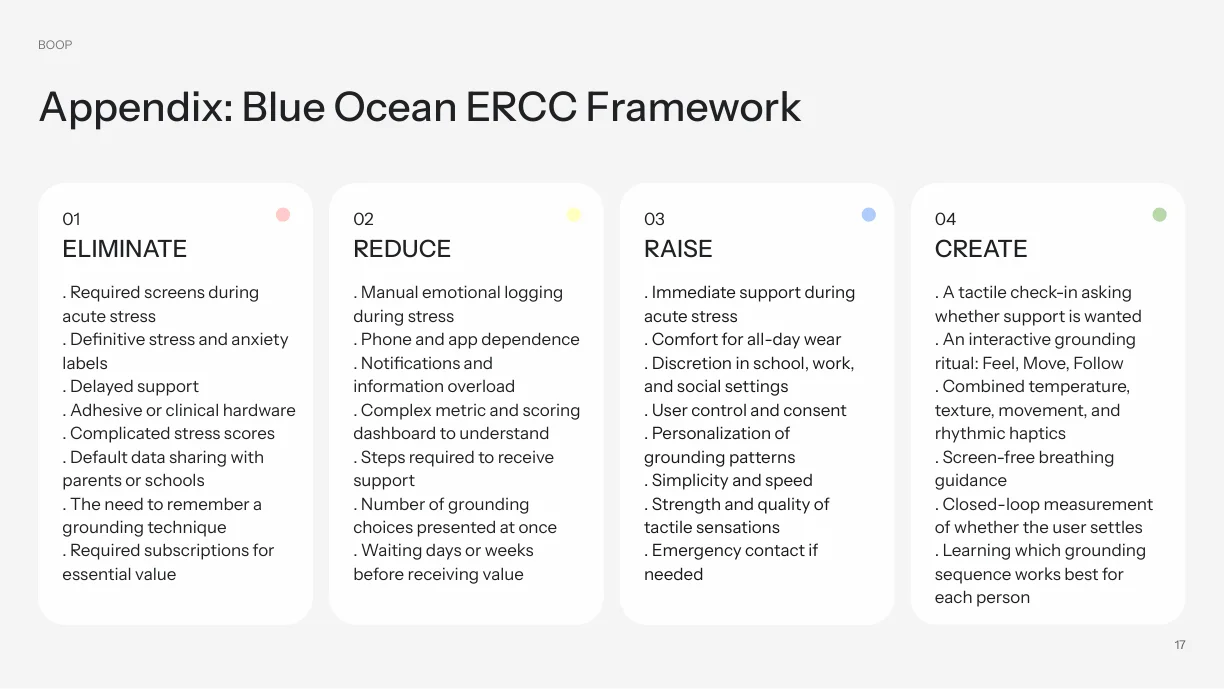 BOOP
Appendix: Blue Ocean ERCC Framework
01
ELIMINATE
. Required screens during
acute stress
. Definitive stress and anxiety
labels
. Delayed support
. Adhesive or clinical hardware
. Complicated stress scores
. Default data sharing with
parents or schools
. The need to remember a
grounding technique
. Required subscriptions for
essential value
02
REDUCE
. Manual emotional logging
during stress
. Phone and app dependence
. Notifications and
information overload
. Complex metric and scoring
dashboard to understand
. Steps required to receive
support
. Number of grounding
choices presented at once
. Waiting days or weeks
before receiving value
03
RAISE
. Immediate support during
acute stress
. Comfort for all-day wear
. Discretion in school, work,
and social settings
. User control and consent
. Personalization of
grounding patterns
. Simplicity and speed
. Strength and quality of
tactile sensations
. Emergency contact if
needed
04
CREATE
. A tactile check-in asking
whether support is wanted
. An interactive grounding
ritual: Feel, Move, Follow
. Combined temperature,
texture, movement, and
rhythmic haptics
. Screen-free breathing
guidance
. Closed-loop measurement
of whether the user settles
. Learning which grounding
sequence works best for
each person
17